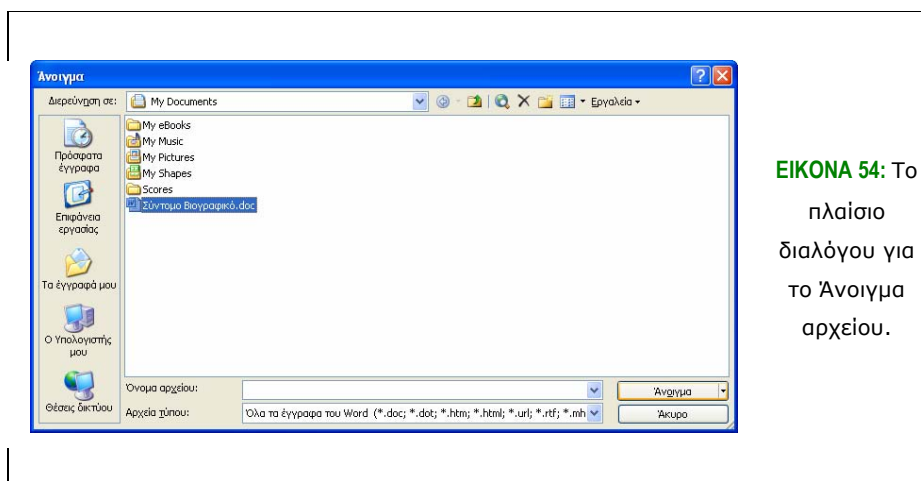 Άνοιγμα
Διερεύνηση σε:
My Documents
Εργαλεία
Πρόσφατα
έγγραφα
Επιφάνεια
εργασίας
Τα έγγραφά μου
Ο Υπολογιστής
μου
Θέσεις δικτύου
My eBooks
My Music
My Pictures
My Shapes
Scores
Σύντομο Βιογραφικό.doc
Όνομα αρχείου:
Άνοιγμα
Αρχεία τύπου:
Όλα τα έγγραφα του Word (*.doc; *.dot; *.htm; *.html; *.url; *.rtf; *.mh
Άκυρο
ΕΙΚΟΝΑ 54: Το
πλαίσιο
διαλόγου για
το Άνοιγμα
αρχείου.